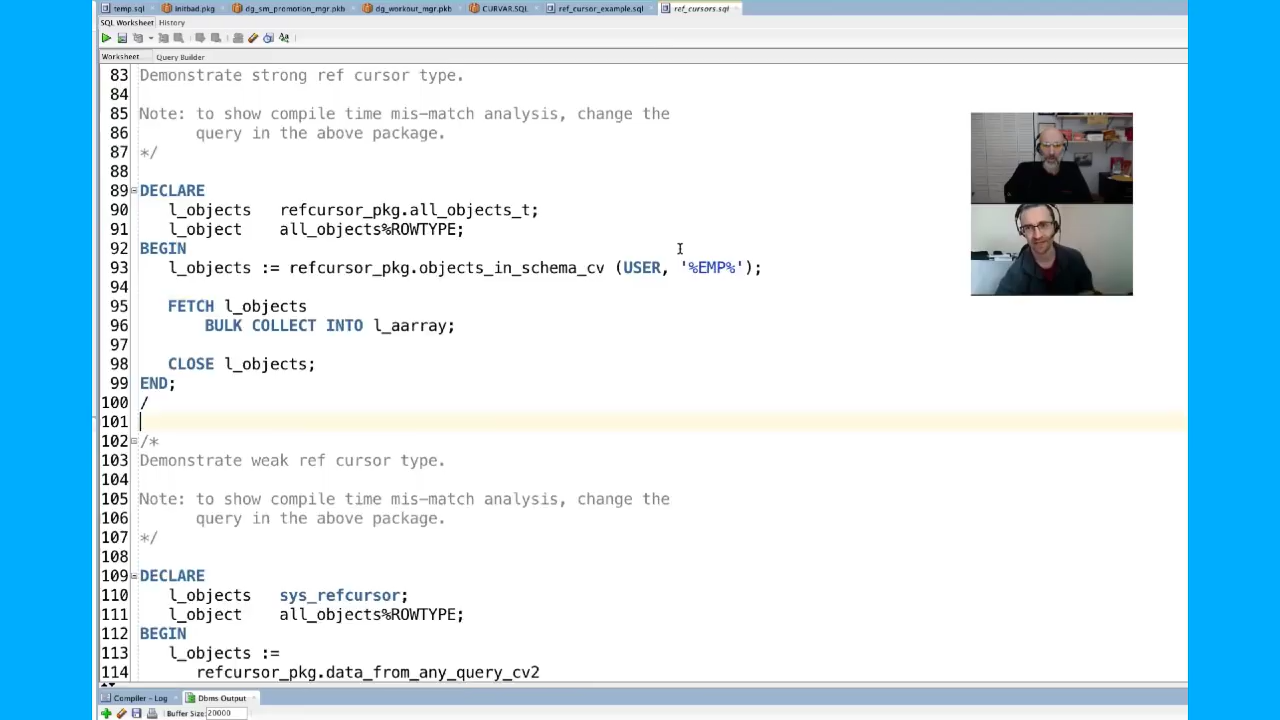 temp.sql initbad.pkg dg_sm_promotion_mgr.pkb dg_workout_mgr.pkb CURVAR.SQL ref_cursor_example.sql ref_cursors.sql
SQL Worksheet History
Worksheet Query Builder
83 Demonstrate strong ref cursor type.
84
85 Note: to show compile time mis-match analysis, change the
86 query in the above package.
87 */
88
89 DECLARE
90 l_objects refcursor_pkg.all_objects_t;
91 l_object all_objects%ROWTYPE;
92 BEGIN
93 l_objects := refcursor_pkg.objects_in_schema_cv (USER, '%EMP%');
94
95 FETCH l_objects
96 BULK COLLECT INTO l_aarray;
97
98 CLOSE l_objects;
99 END;
100 /
101
102 /*
103 Demonstrate weak ref cursor type.
104
105 Note: to show compile time mis-match analysis, change the
106 query in the above package.
107 */
108
109 DECLARE
110 l_objects sys_refcursor;
111 l_object all_objects%ROWTYPE;
112 BEGIN
113 l_objects :=
114 refcursor_pkg.data_from_any_query_cv2
Compiler - Log Dbms Output
Buffer Size: 20000